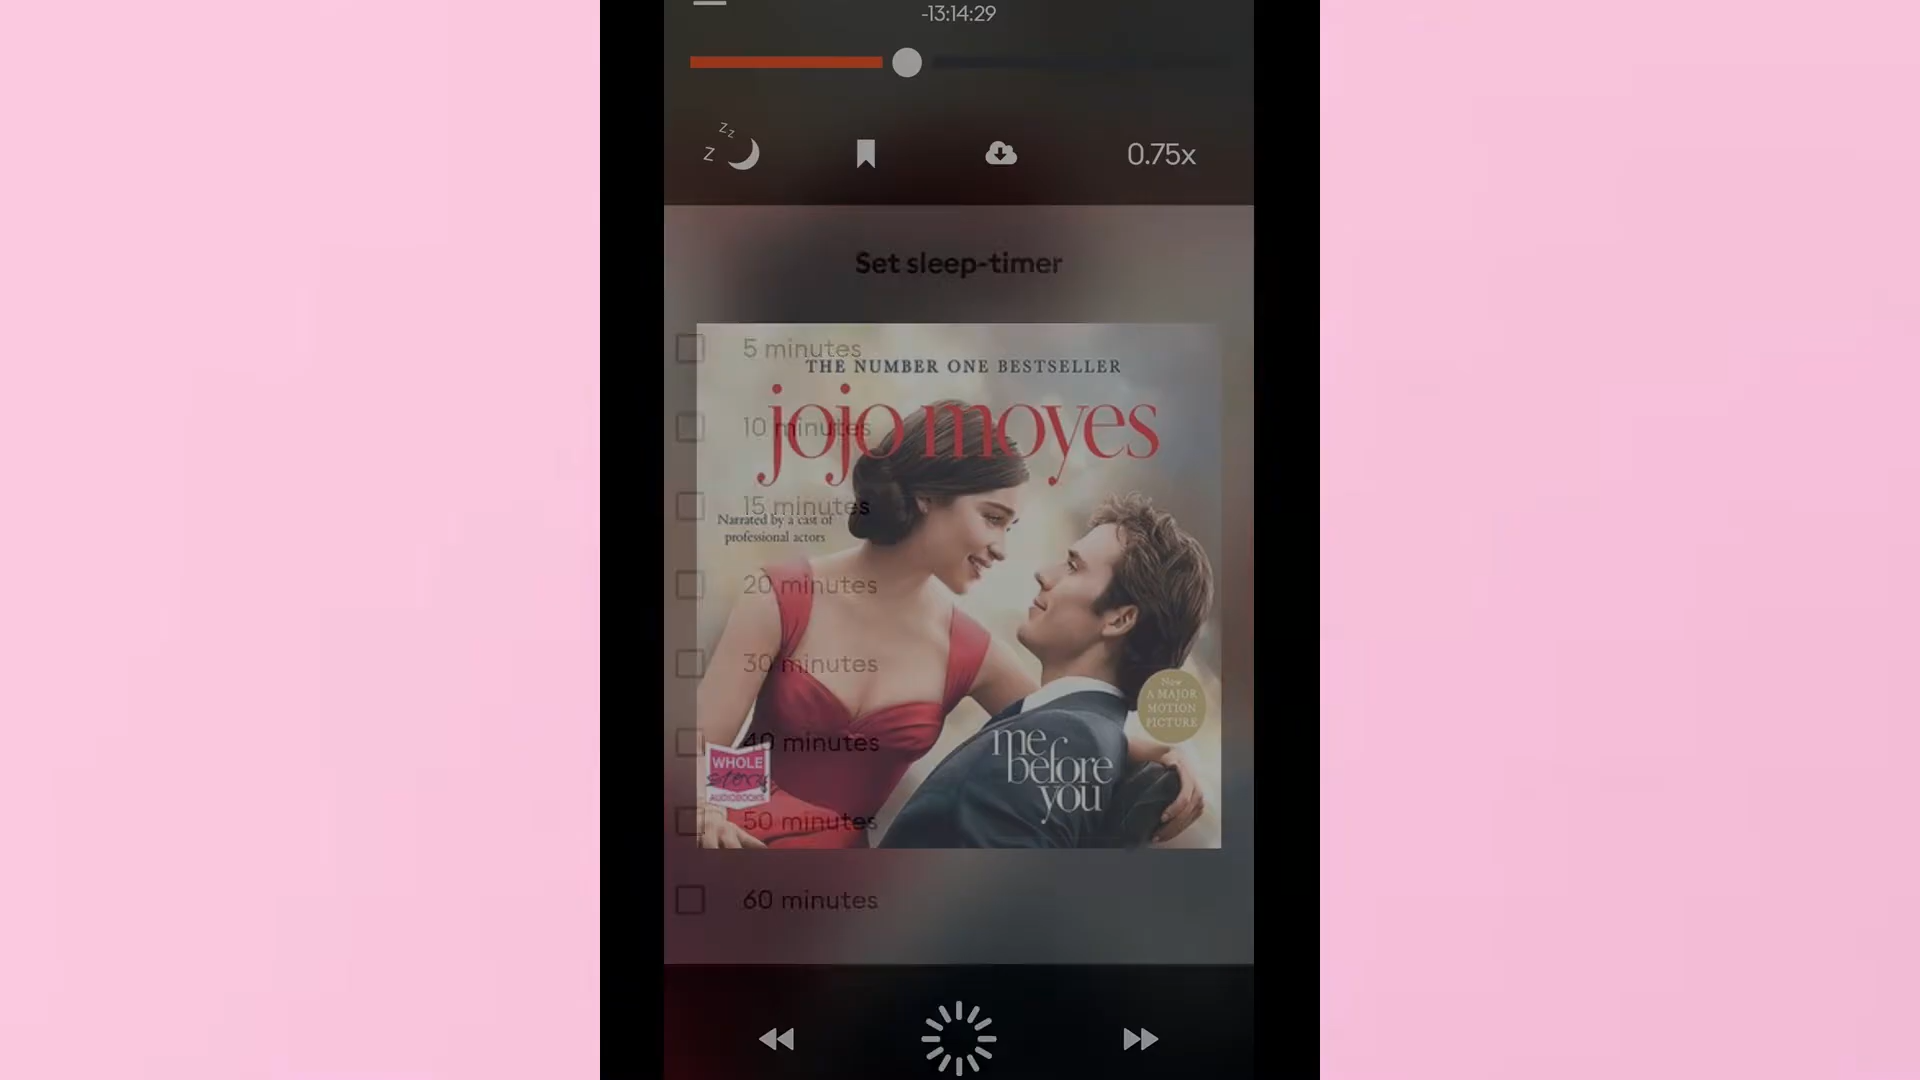 -13:14:29
z z
z
0.75x
Set sleep-timer
5 minutes
THE NUMBER ONE BESTSELLER
jojo moyes
10 minutes
15 minutes
Narrated by a cast of
professional actors
20 minutes
30 minutes
New
A MAJOR
MOTION
PICTURE
40 minutes
me
before
you
WHOLE
story
AUDIOBOOKS
50 minutes
60 minutes